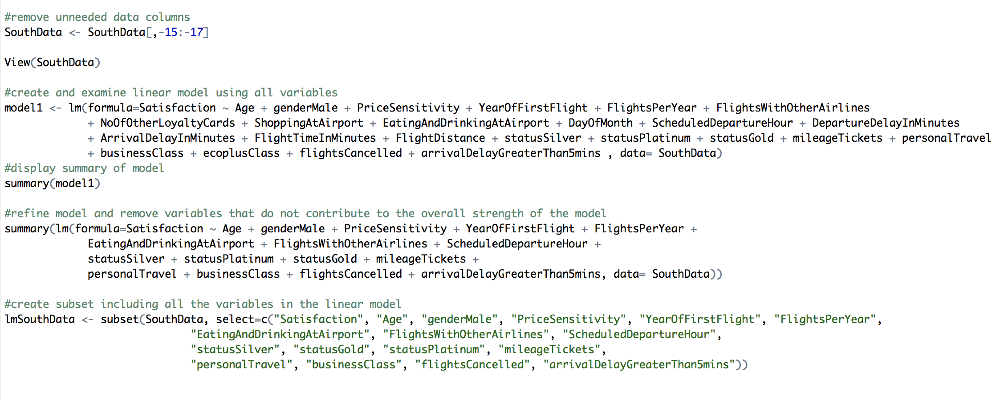 #remove unneeded data columns
SouthData <- SouthData[,-15:-17]
View(SouthData)
#create and examine linear model using all variables
model1 <- lm(formula=Satisfaction ~ Age + genderMale + PriceSensitivity + YearOfFirstFlight + FlightsPerYear + FlightsWithOtherAirlines
+ NoOfOtherLoyaltyCards + ShoppingAtAirport + EatingAndDrinkingAtAirport + DayOfMonth + ScheduledDepartureHour + DepartureDelayInMinutes
+ ArrivalDelayInMinutes + FlightTimeInMinutes + FlightDistance + statusSilver + statusPlatinum + statusGold + mileageTickets + personalTravel
+ businessClass + ecoplusClass + flightsCancelled + arrivalDelayGreaterThan5mins , data= SouthData)
#display summary of model
summary(model1)
#refine model and remove variables that do not contribute to the overall strength of the model
summary(lm(formula=Satisfaction ~ Age + genderMale + PriceSensitivity + YearOfFirstFlight + FlightsPerYear +
EatingAndDrinkingAtAirport + FlightsWithOtherAirlines + ScheduledDepartureHour +
statusSilver + statusPlatinum + statusGold + mileageTickets +
personalTravel + businessClass + flightsCancelled + arrivalDelayGreaterThan5mins, data= SouthData))
#create subset including all the variables in the linear model
lmSouthData <- subset(SouthData, select=c("Satisfaction", "Age", "genderMale", "PriceSensitivity", "YearOfFirstFlight", "FlightsPerYear",
"EatingAndDrinkingAtAirport", "FlightsWithOtherAirlines", "ScheduledDepartureHour",
"statusSilver", "statusGold", "statusPlatinum", "mileageTickets",
"personalTravel", "businessClass", "flightsCancelled", "arrivalDelayGreaterThan5mins"))